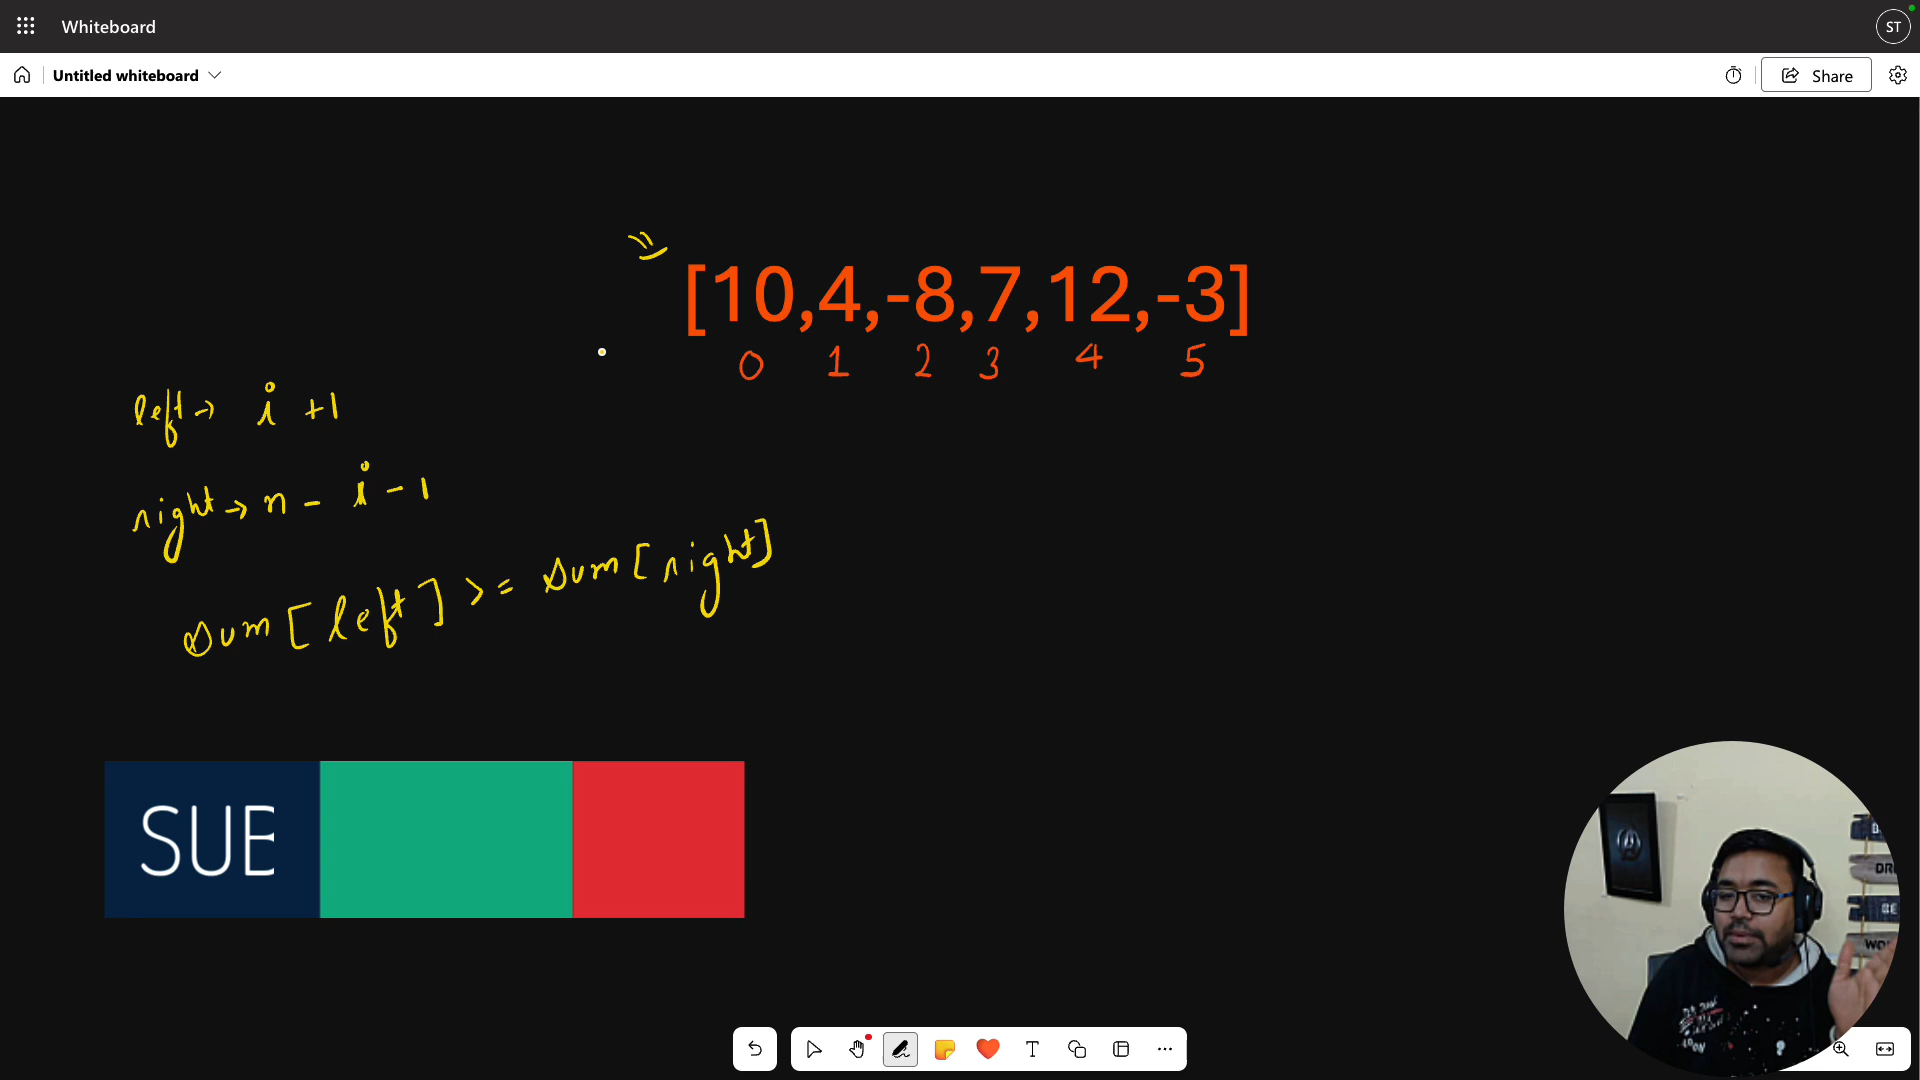 Whiteboard
ST
Untitled whiteboard
Share
[10,4,-8,7,12,-3]
0 1 2 3 4 5
left → i +1
right → n - i - 1
sum [left] >= sum [right]
SUB
T